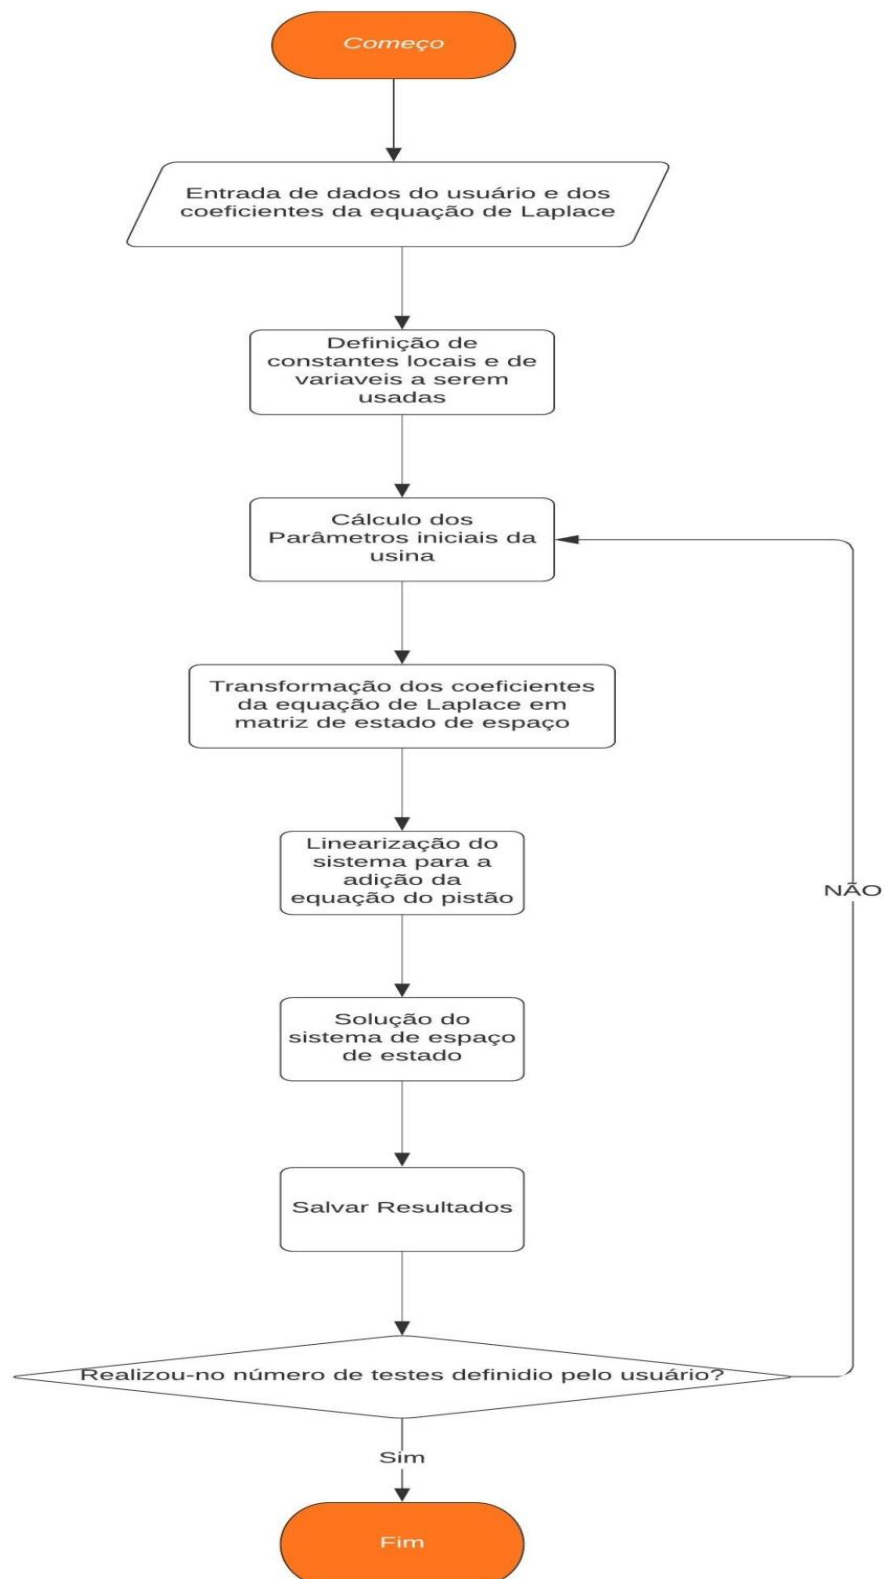 Começo
Entrada de dados do usuário e dos
coeficientes da equação de Laplace
Definição de
constantes locais e de
variaveis a serem
usadas
Cálculo dos
Parâmetros iniciais da
usina
Transformação dos coeficientes
da equação de Laplace em
matriz de estado de espaço
Linearização do
sistema para a
adição da
equação do pistão
NÃO
Solução do
sistema de espaço
de estado
Salvar Resultados
Realizou-no número de testes definidio pelo usuário?
Sim
Fim